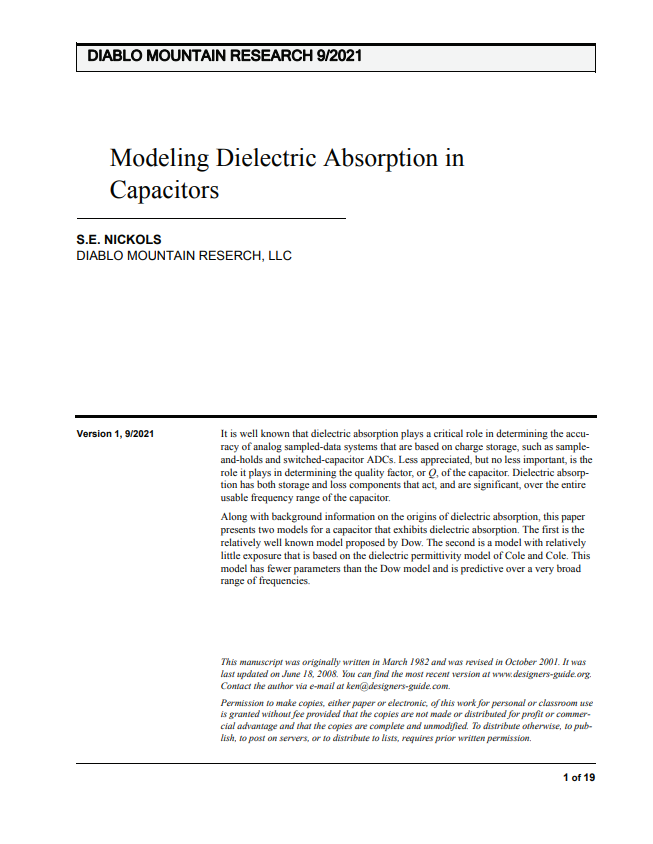 DIABLO MOUNTAIN RESEARCH 9/2021
Modeling Dielectric Absorption in
Capacitors
S.E. NICKOLS
DIABLO MOUNTAIN RESERCH, LLC
Version 1, 9/2021
It is well known that dielectric absorption plays a critical role in determining the accu-
racy of analog sampled-data systems that are based on charge storage, such as sample-
and-holds and switched-capacitor ADCs. Less appreciated, but no less important, is the
role it plays in determining the quality factor, or Q, of the capacitor. Dielectric absorp-
tion has both storage and loss components that act, and are significant, over the entire
usable frequency range of the capacitor.
Along with background information on the origins of dielectric absorption, this paper
presents two models for a capacitor that exhibits dielectric absorption. The first is the
relatively well known model proposed by Dow. The second is a model with relatively
little exposure that is based on the dielectric permittivity model of Cole and Cole. This
model has fewer parameters than the Dow model and is predictive over a very broad
range of frequencies.
This manuscript was originally written in March 1982 and was revised in October 2001. It was
last updated on June 18, 2008. You can find the most recent version at www.designers-guide.org.
Contact the author via e-mail at ken@designers-guide.com.
Permission to make copies, either paper or electronic, of this work for personal or classroom use
is granted without fee provided that the copies are not made or distributed for profit or commer-
cial advantage and that the copies are complete and unmodified. To distribute otherwise, to pub-
lish, to post on servers, or to distribute to lists, requires prior written permission.
1 of 19